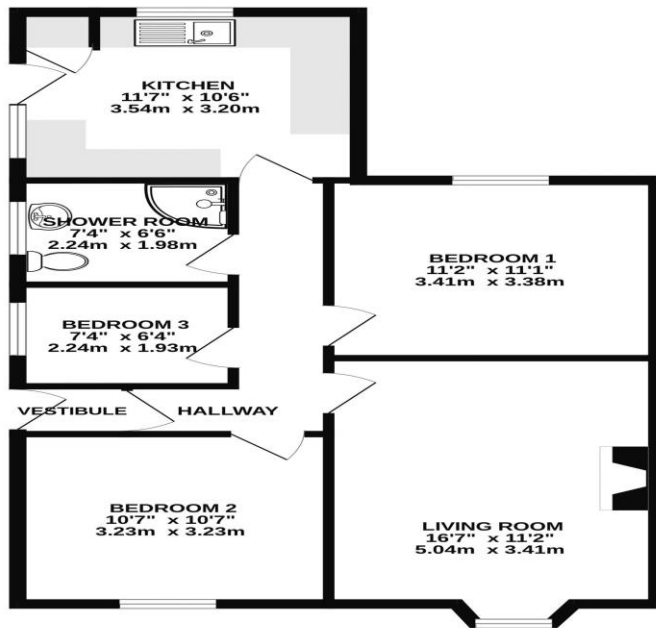 KITCHEN
11'7" x 10'6"
3.54m x 3.20m
SHOWER ROOM
7'4" x 6'6"
2.24m x 1.98m
BEDROOM 1
11'2" x 11'1"
3.41m x 3.38m
BEDROOM 3
7'4" x 6'4"
2.24m x 1.93m
VESTIBULE
HALLWAY
BEDROOM 2
10'7" x 10'7"
3.23m x 3.23m
LIVING ROOM
16'7" x 11'2"
5.04m x 3.41m